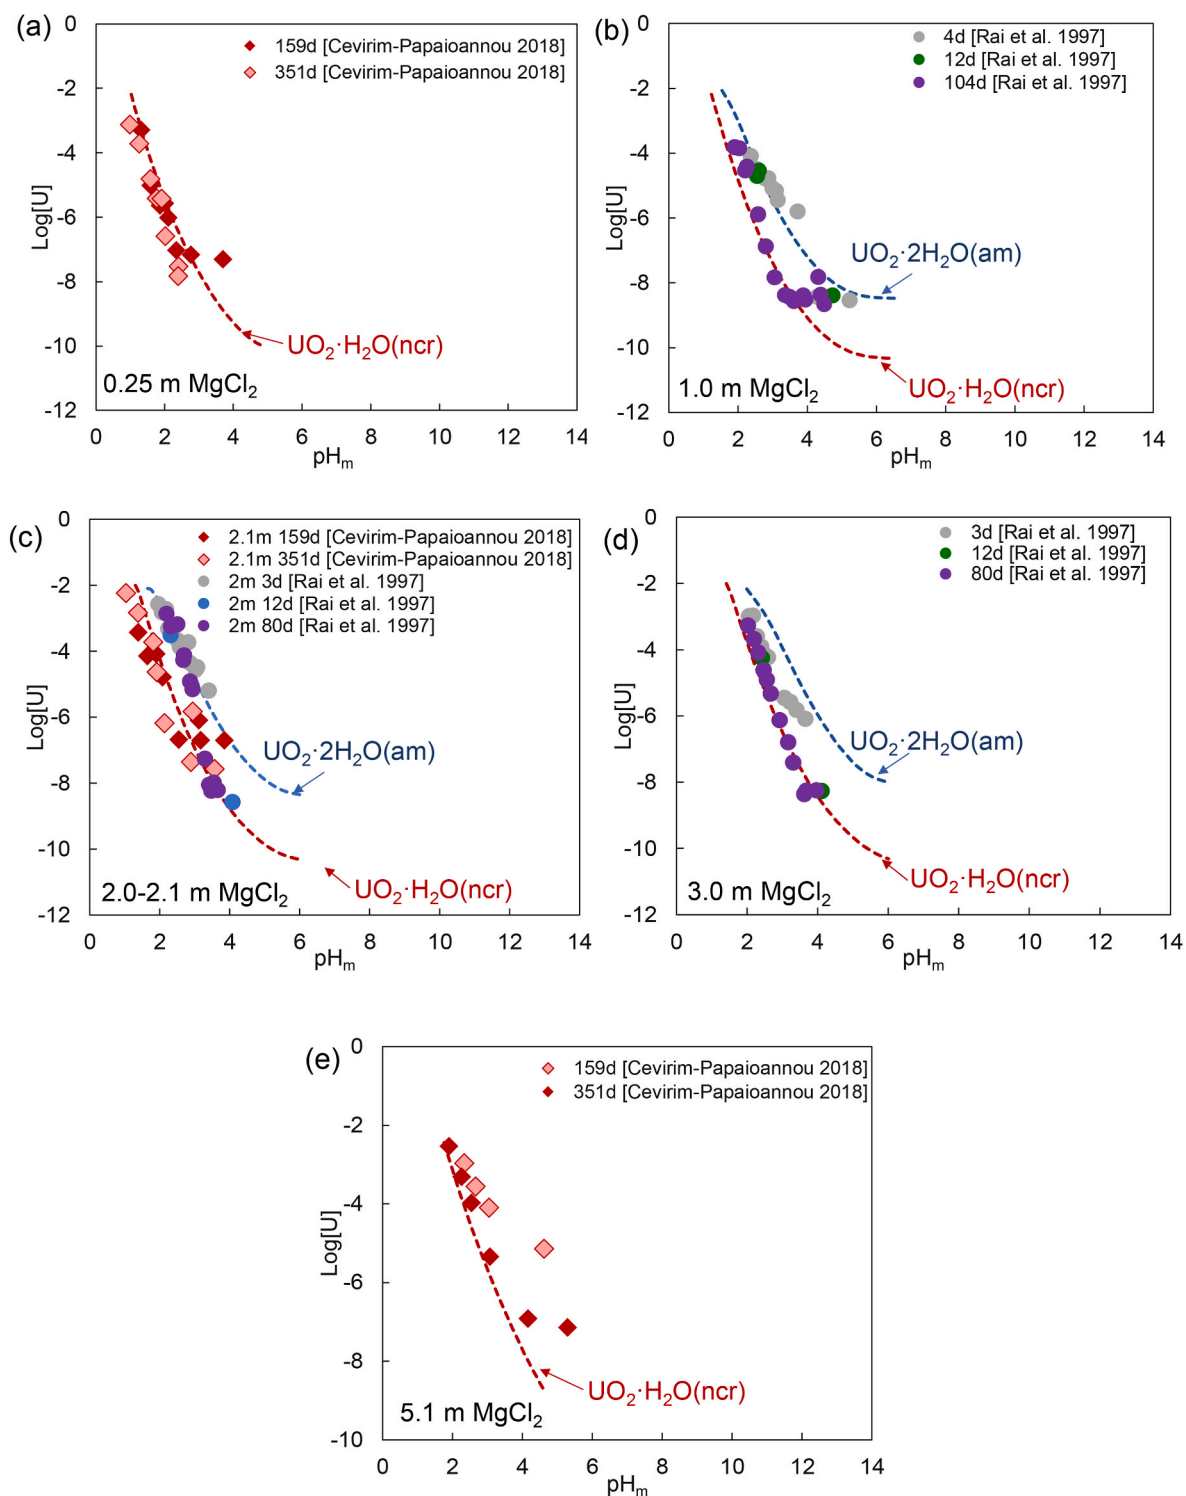 (a)
159d [Cevirim-Papaioannou 2018]
351d [Cevirim-Papaioannou 2018]
0
-2
-4
-6
-8
-10
-12
Log[U]
UO₂·H₂O(ncr)
0.25 m MgCl₂
0 2 4 6 8 10 12 14
pHₘ
(b)
4d [Rai et al. 1997]
12d [Rai et al. 1997]
104d [Rai et al. 1997]
0
-2
-4
-6
-8
-10
-12
Log[U]
UO₂·2H₂O(am)
UO₂·H₂O(ncr)
1.0 m MgCl₂
0 2 4 6 8 10 12 14
pHₘ
(c)
2.1m 159d [Cevirim-Papaioannou 2018]
2.1m 351d [Cevirim-Papaioannou 2018]
2m 3d [Rai et al. 1997]
2m 12d [Rai et al. 1997]
2m 80d [Rai et al. 1997]
0
-2
-4
-6
-8
-10
-12
Log[U]
UO₂·2H₂O(am)
UO₂·H₂O(ncr)
2.0-2.1 m MgCl₂
0 2 4 6 8 10 12 14
pHₘ
(d)
3d [Rai et al. 1997]
12d [Rai et al. 1997]
80d [Rai et al. 1997]
0
-2
-4
-6
-8
-10
-12
Log[U]
UO₂·2H₂O(am)
UO₂·H₂O(ncr)
3.0 m MgCl₂
0 2 4 6 8 10 12 14
pHₘ
(e)
159d [Cevirim-Papaioannou 2018]
351d [Cevirim-Papaioannou 2018]
0
-2
-4
-6
-8
-10
Log[U]
UO₂·H₂O(ncr)
5.1 m MgCl₂
0 2 4 6 8 10 12 14
pHₘ